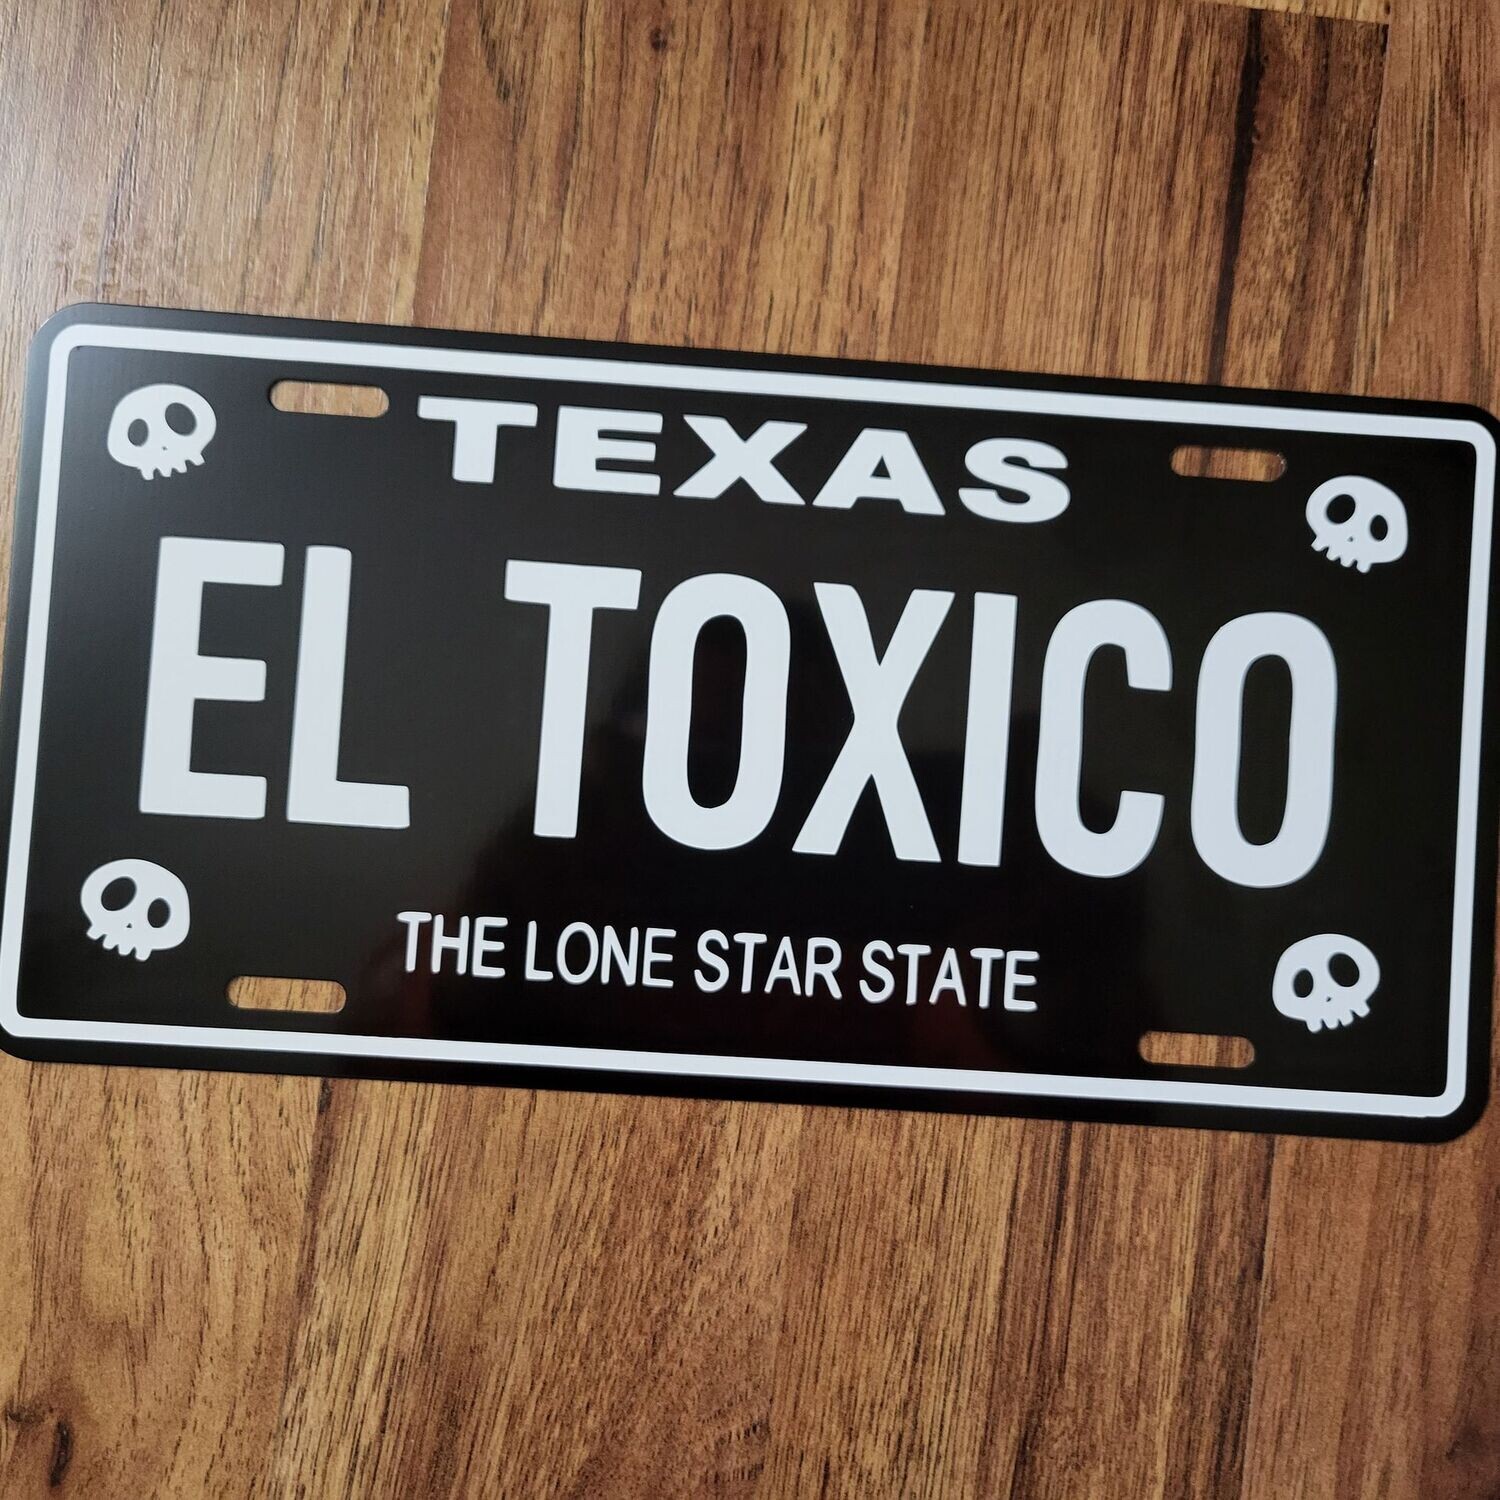 TEXAS
EL TOXICO
THE LONE STAR STATE